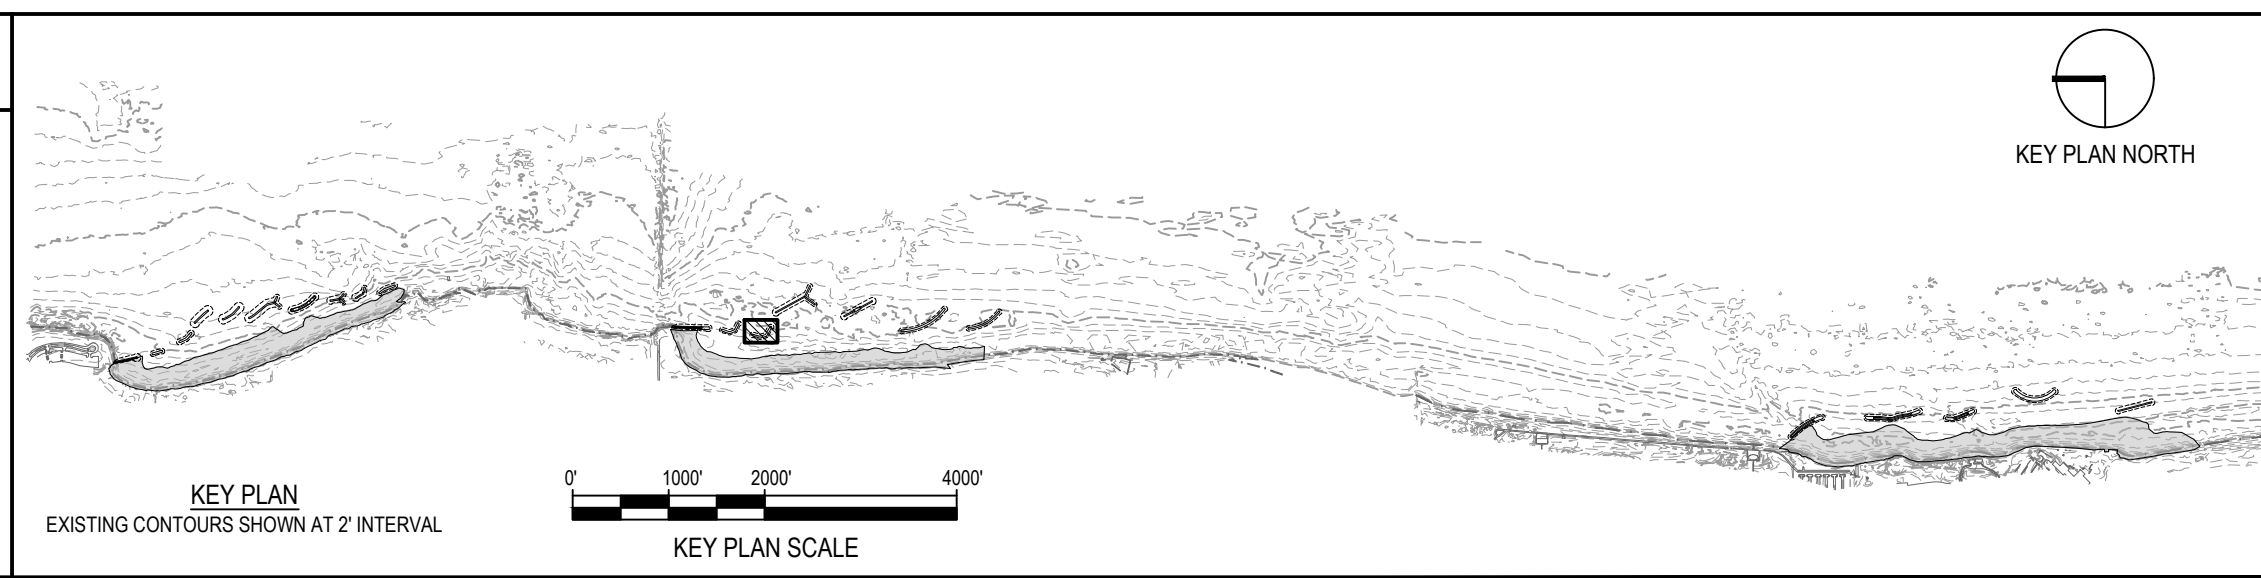 KEY PLAN NORTH
KEY PLAN
EXISTING CONTOURS SHOWN AT 2' INTERVAL
0' 1000' 2000' 4000'
KEY PLAN SCALE